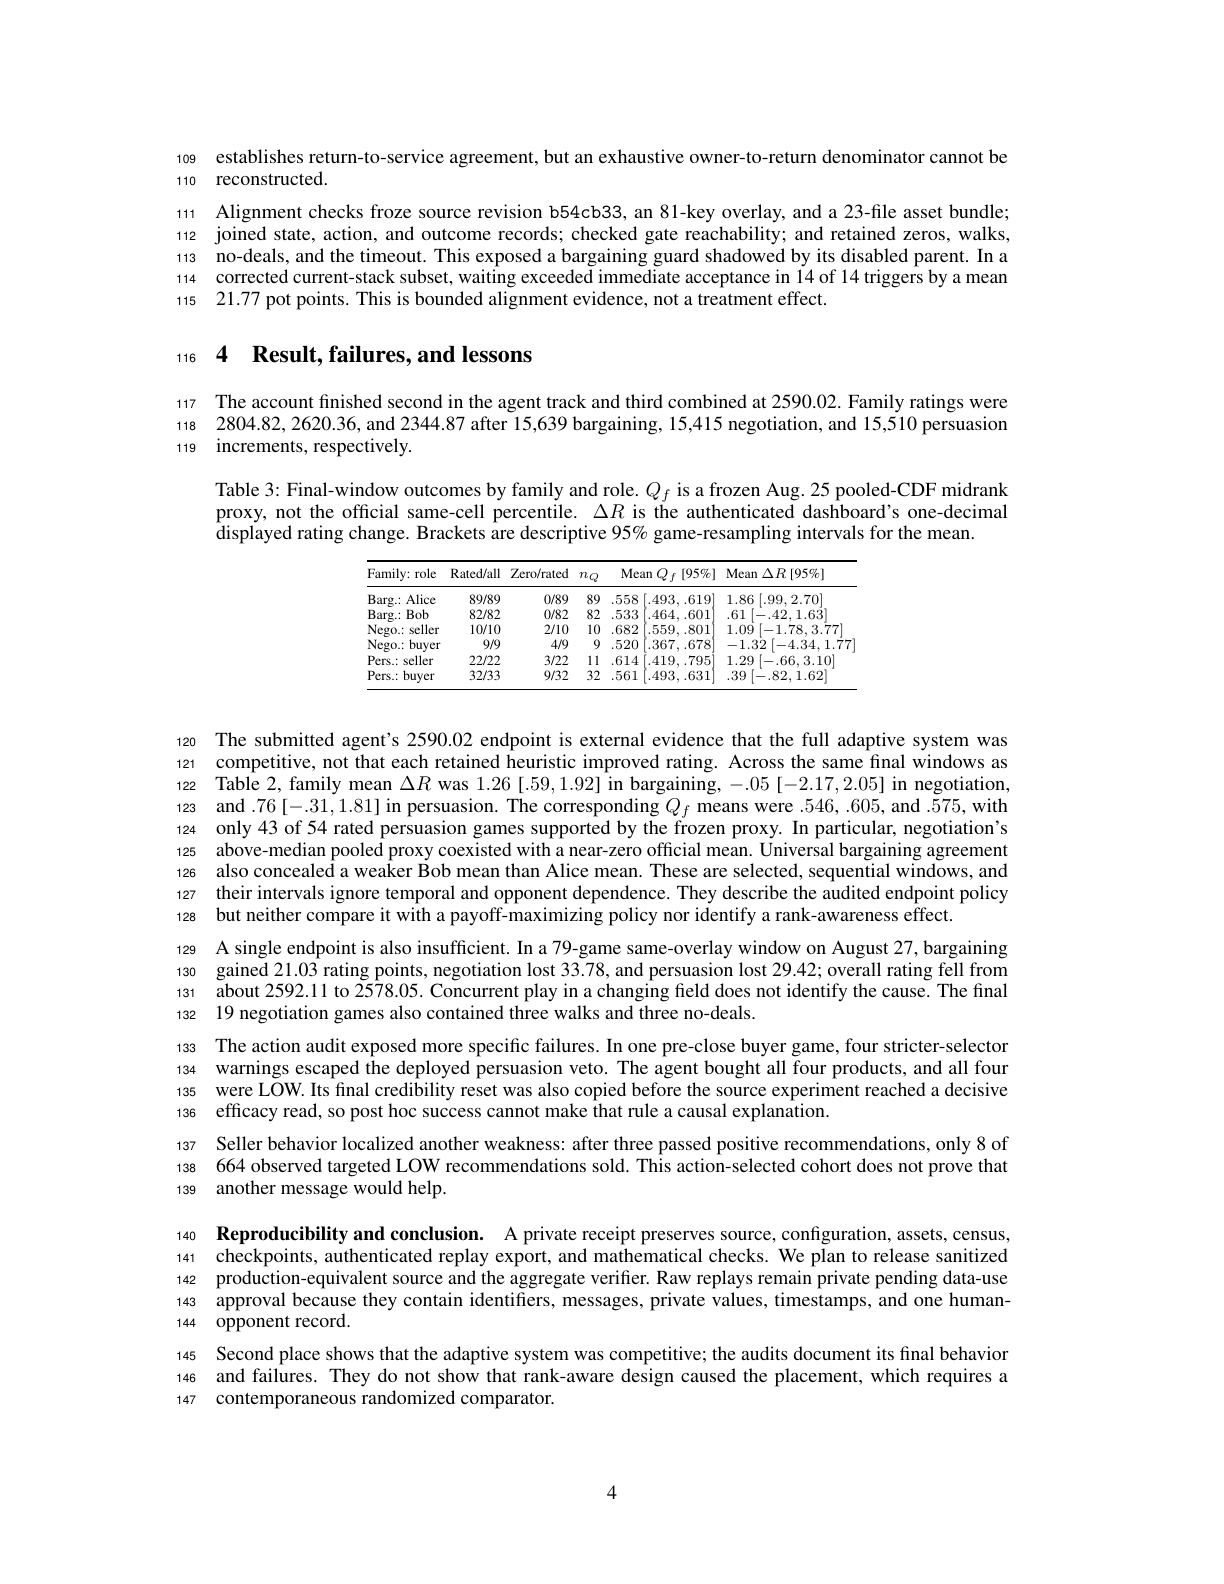 109 establishes return-to-service agreement, but an exhaustive owner-to-return denominator cannot be
110 reconstructed.
111 Alignment checks froze source revision b54cb33, an 81-key overlay, and a 23-file asset bundle;
112 joined state, action, and outcome records; checked gate reachability; and retained zeros, walks,
113 no-deals, and the timeout. This exposed a bargaining guard shadowed by its disabled parent. In a
114 corrected current-stack subset, waiting exceeded immediate acceptance in 14 of 14 triggers by a mean
115 21.77 pot points. This is bounded alignment evidence, not a treatment effect.
116 4 Result, failures, and lessons
117 The account finished second in the agent track and third combined at 2590.02. Family ratings were
118 2804.82, 2620.36, and 2344.87 after 15,639 bargaining, 15,415 negotiation, and 15,510 persuasion
119 increments, respectively.
Table 3: Final-window outcomes by family and role. Q_f is a frozen Aug. 25 pooled-CDF midrank
proxy, not the official same-cell percentile. ΔR is the authenticated dashboard's one-decimal
displayed rating change. Brackets are descriptive 95% game-resampling intervals for the mean.
Family: role Rated/all Zero/rated n_Q Mean Q_f [95%] Mean ΔR [95%]
Barg.: Alice 89/89 0/89 89 .558 [.493, .619] 1.86 [.99, 2.70]
Barg.: Bob 82/82 0/82 82 .533 [.464, .601] .61 [−.42, 1.63]
Nego.: seller 10/10 2/10 10 .682 [.559, .801] 1.09 [−1.78, 3.77]
Nego.: buyer 9/9 4/9 9 .520 [.367, .678] −1.32 [−4.34, 1.77]
Pers.: seller 22/22 3/22 11 .614 [.419, .795] 1.29 [−.66, 3.10]
Pers.: buyer 32/33 9/32 32 .561 [.493, .631] .39 [−.82, 1.62]
120 The submitted agent's 2590.02 endpoint is external evidence that the full adaptive system was
121 competitive, not that each retained heuristic improved rating. Across the same final windows as
122 Table 2, family mean ΔR was 1.26 [.59, 1.92] in bargaining, −.05 [−2.17, 2.05] in negotiation,
123 and .76 [−.31, 1.81] in persuasion. The corresponding Q_f means were .546, .605, and .575, with
124 only 43 of 54 rated persuasion games supported by the frozen proxy. In particular, negotiation's
125 above-median pooled proxy coexisted with a near-zero official mean. Universal bargaining agreement
126 also concealed a weaker Bob mean than Alice mean. These are selected, sequential windows, and
127 their intervals ignore temporal and opponent dependence. They describe the audited endpoint policy
128 but neither compare it with a payoff-maximizing policy nor identify a rank-awareness effect.
129 A single endpoint is also insufficient. In a 79-game same-overlay window on August 27, bargaining
130 gained 21.03 rating points, negotiation lost 33.78, and persuasion lost 29.42; overall rating fell from
131 about 2592.11 to 2578.05. Concurrent play in a changing field does not identify the cause. The final
132 19 negotiation games also contained three walks and three no-deals.
133 The action audit exposed more specific failures. In one pre-close buyer game, four stricter-selector
134 warnings escaped the deployed persuasion veto. The agent bought all four products, and all four
135 were LOW. Its final credibility reset was also copied before the source experiment reached a decisive
136 efficacy read, so post hoc success cannot make that rule a causal explanation.
137 Seller behavior localized another weakness: after three passed positive recommendations, only 8 of
138 664 observed targeted LOW recommendations sold. This action-selected cohort does not prove that
139 another message would help.
140 Reproducibility and conclusion. A private receipt preserves source, configuration, assets, census,
141 checkpoints, authenticated replay export, and mathematical checks. We plan to release sanitized
142 production-equivalent source and the aggregate verifier. Raw replays remain private pending data-use
143 approval because they contain identifiers, messages, private values, timestamps, and one human-
144 opponent record.
145 Second place shows that the adaptive system was competitive; the audits document its final behavior
146 and failures. They do not show that rank-aware design caused the placement, which requires a
147 contemporaneous randomized comparator.
4